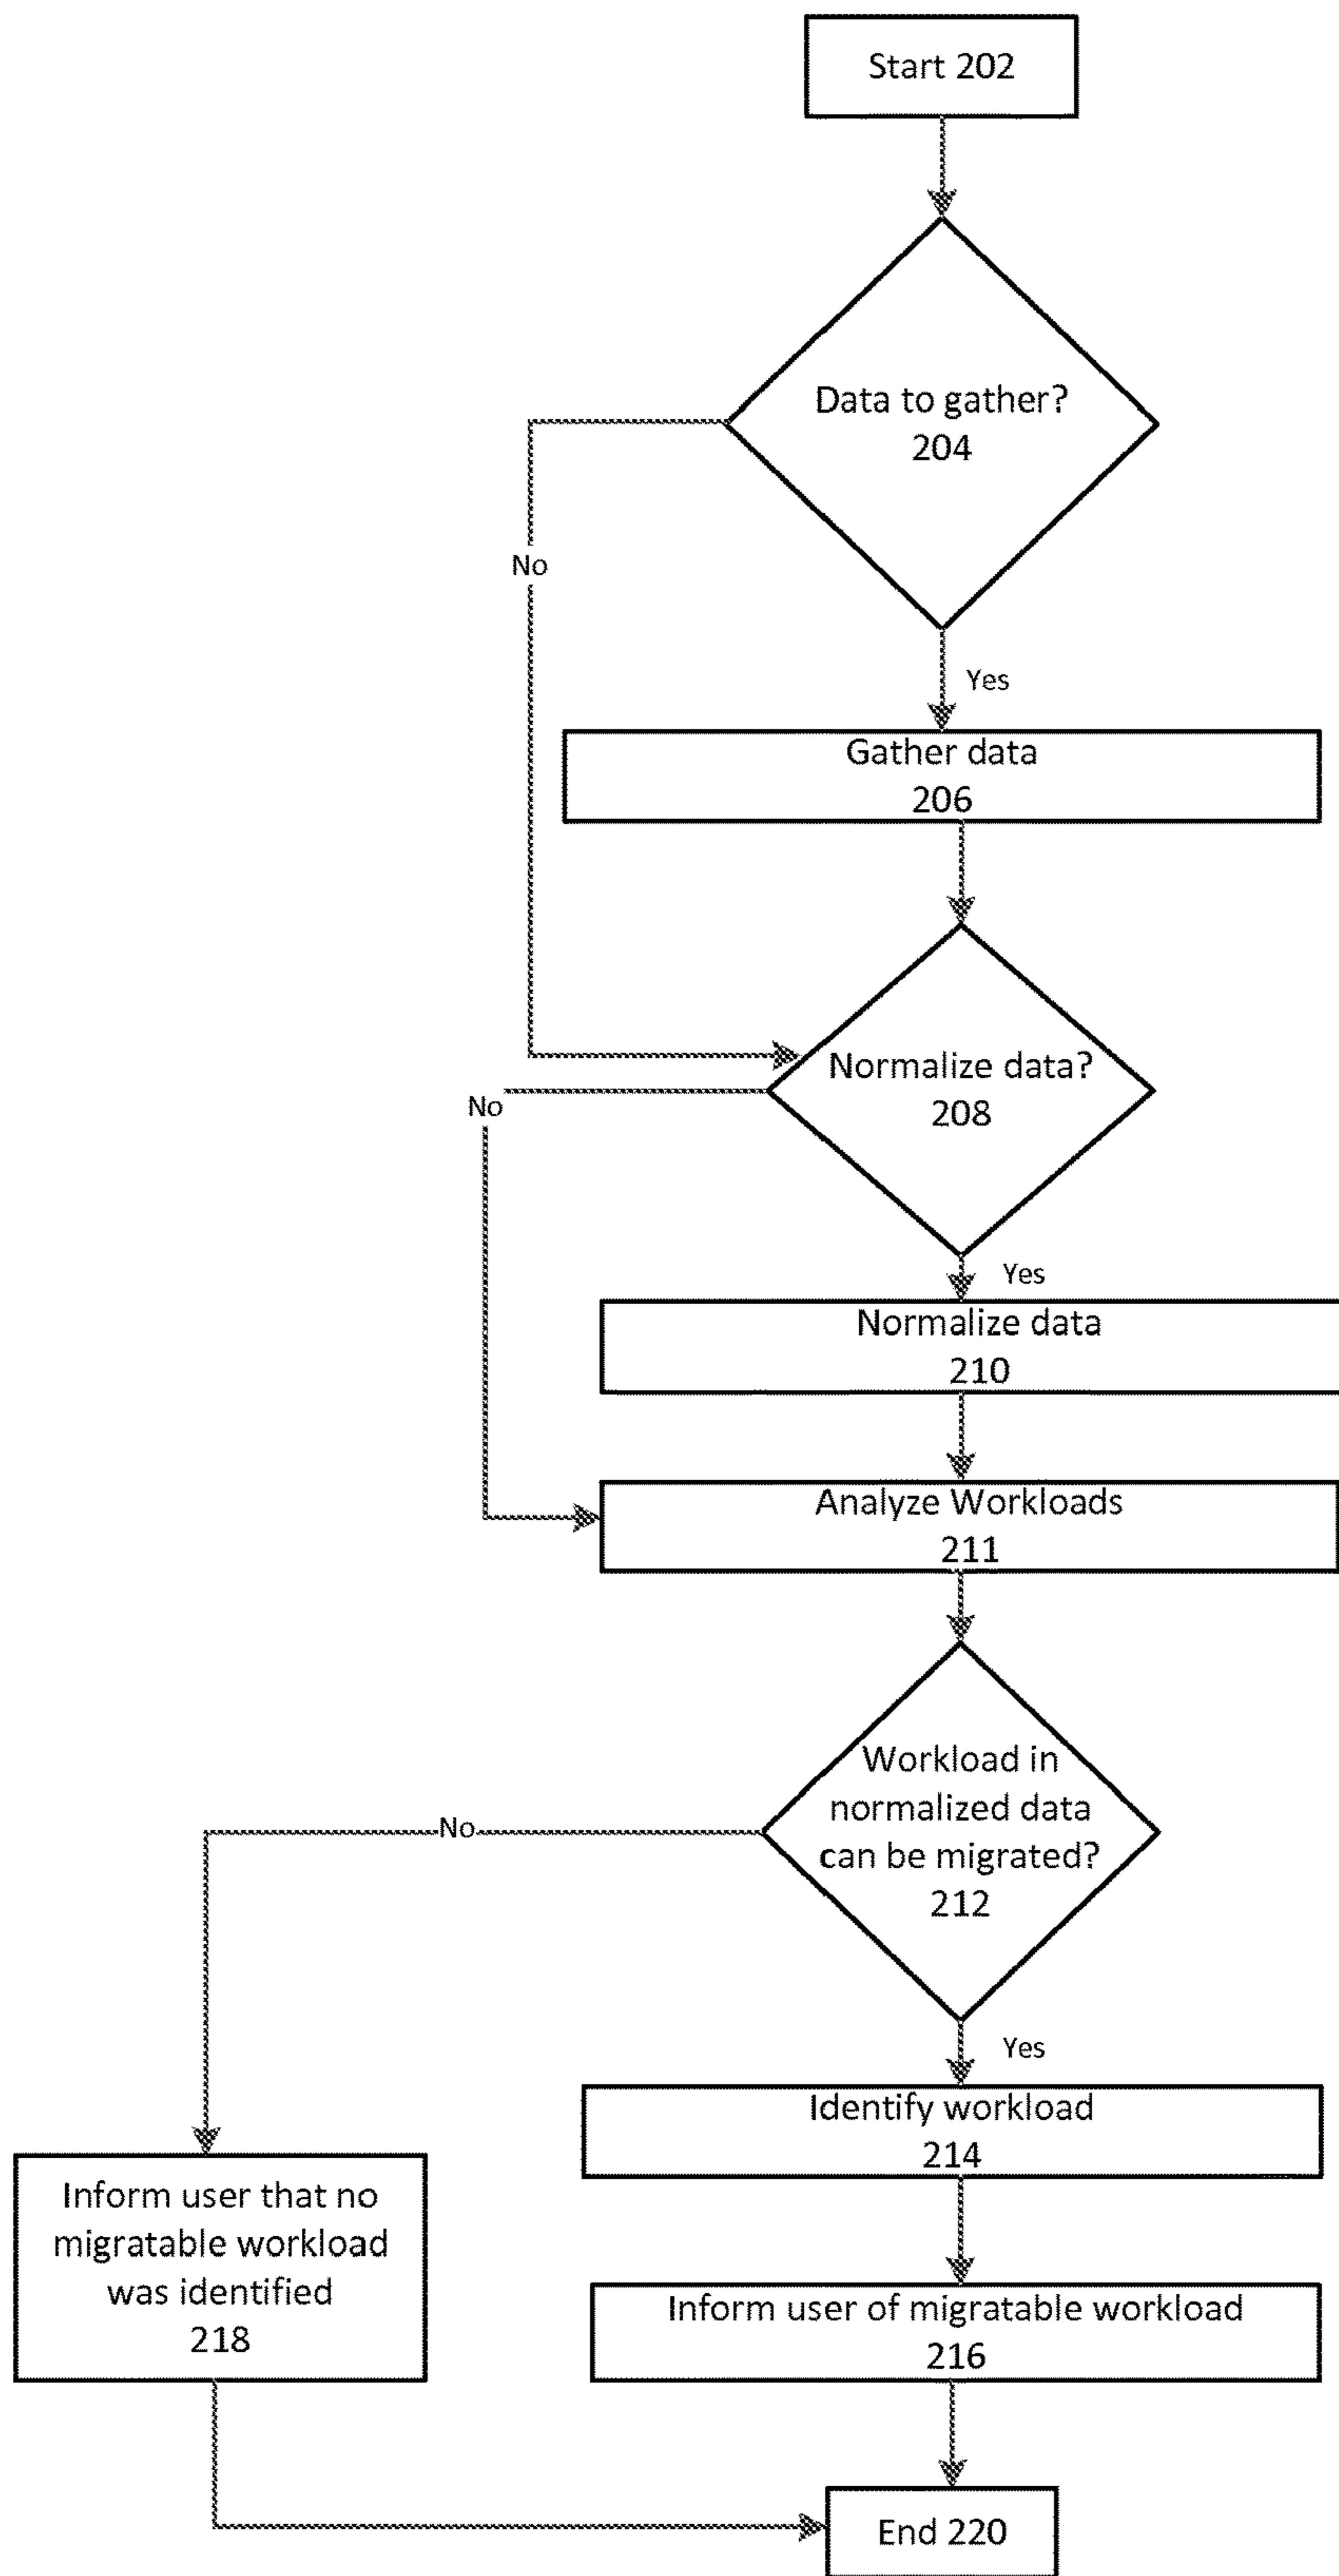 Start 202
Data to gather?
204
No
Yes
Gather data
206
Normalize data?
208
No
Yes
Normalize data
210
Analyze Workloads
211
Workload in
normalized data
can be migrated?
212
No
Yes
Identify workload
214
Inform user that no
migratable workload
was identified
218
Inform user of migratable workload
216
End 220